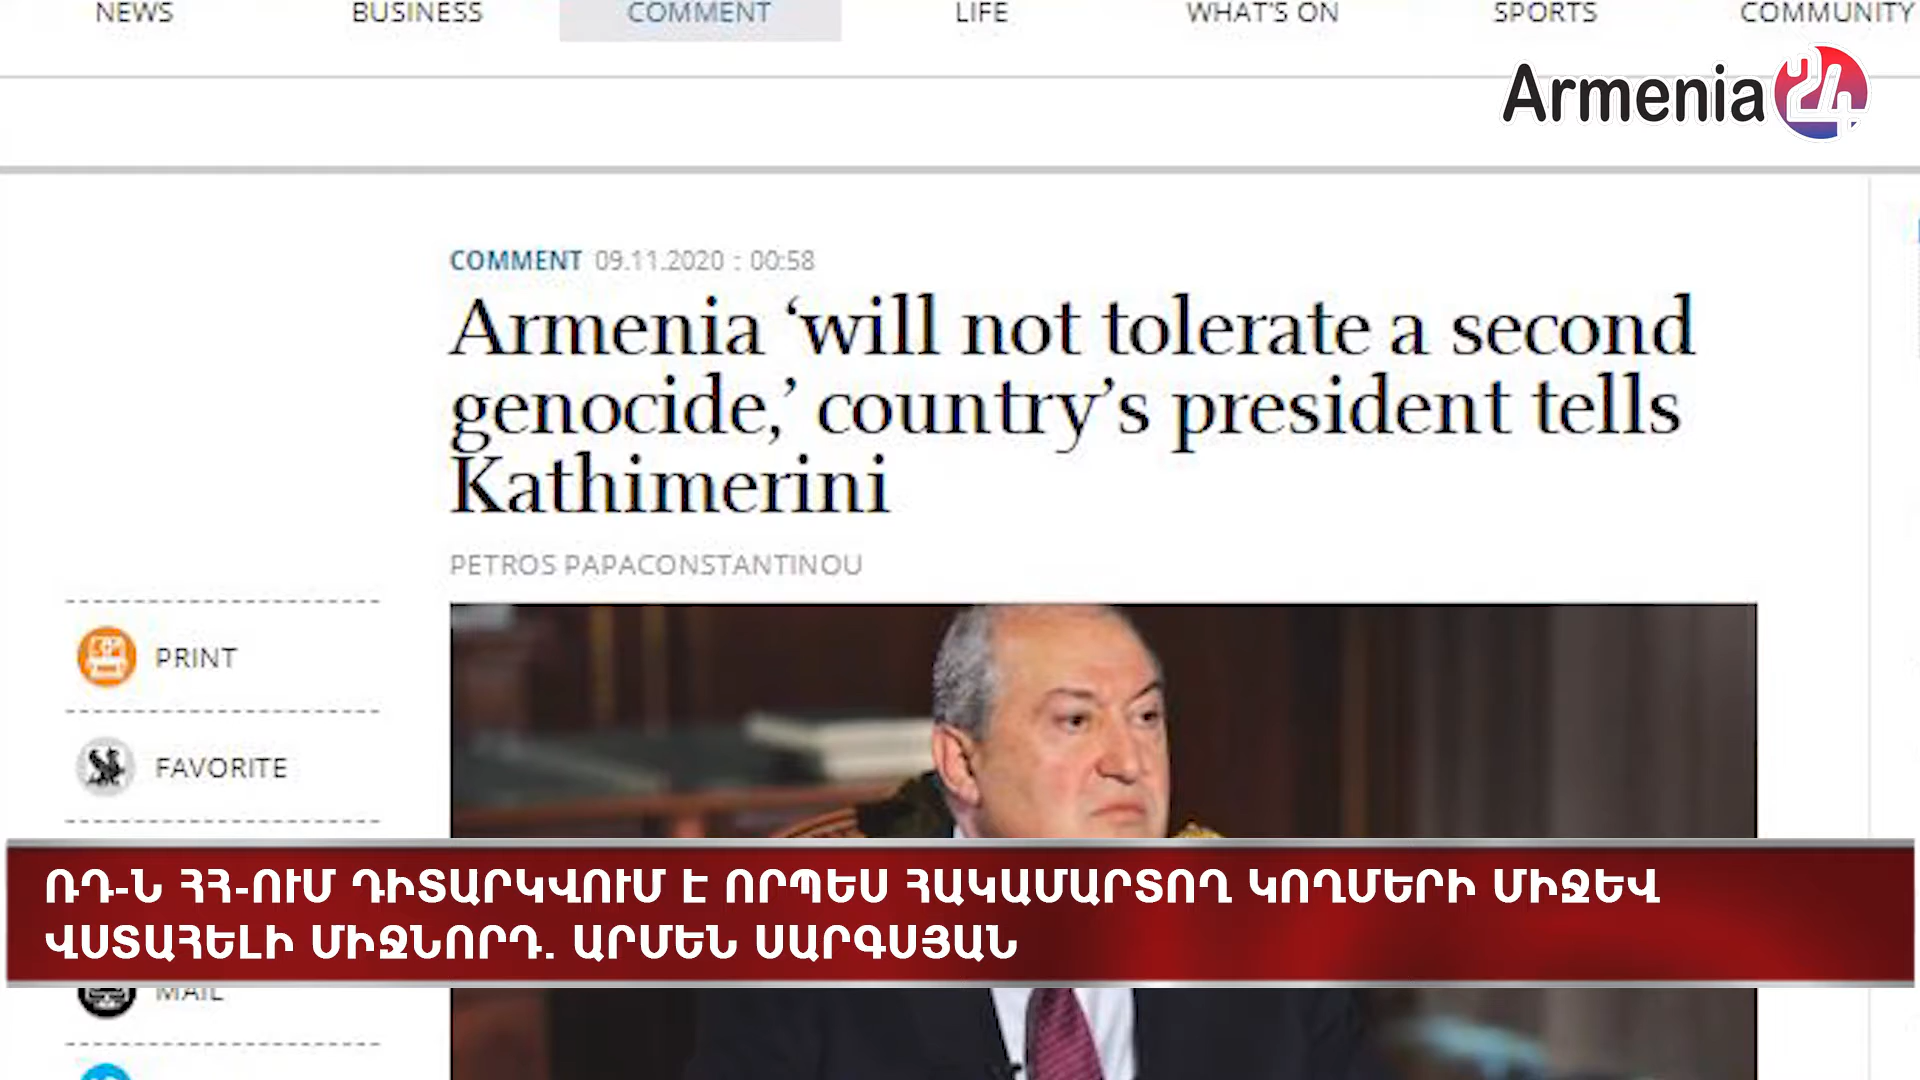 NEWS BUSINESS COMMENT LIFE WHAT'S ON SPORTS COMMUNITY
Armenia 24
COMMENT 09.11.2020 : 00:58
Armenia ‘will not tolerate a second
genocide,’ country’s president tells
Kathimerini
PETROS PAPACONSTANTINOU
PRINT
FAVORITE
ՌԴ-Ն ՀՀ-ՈՒՄ ԴԻՏԱՐԿՎՈՒՄ Է ՈՐՊԵՍ ՀԱԿԱՄԱՐՏՈՂ ԿՈՂՄԵՐԻ ՄԻՋԵՎ
ՎՍՏԱՀԵԼԻ ՄԻՋՆՈՐԴ. ԱՐՄԵՆ ՍԱՐԳՍՅԱՆ
MAIL